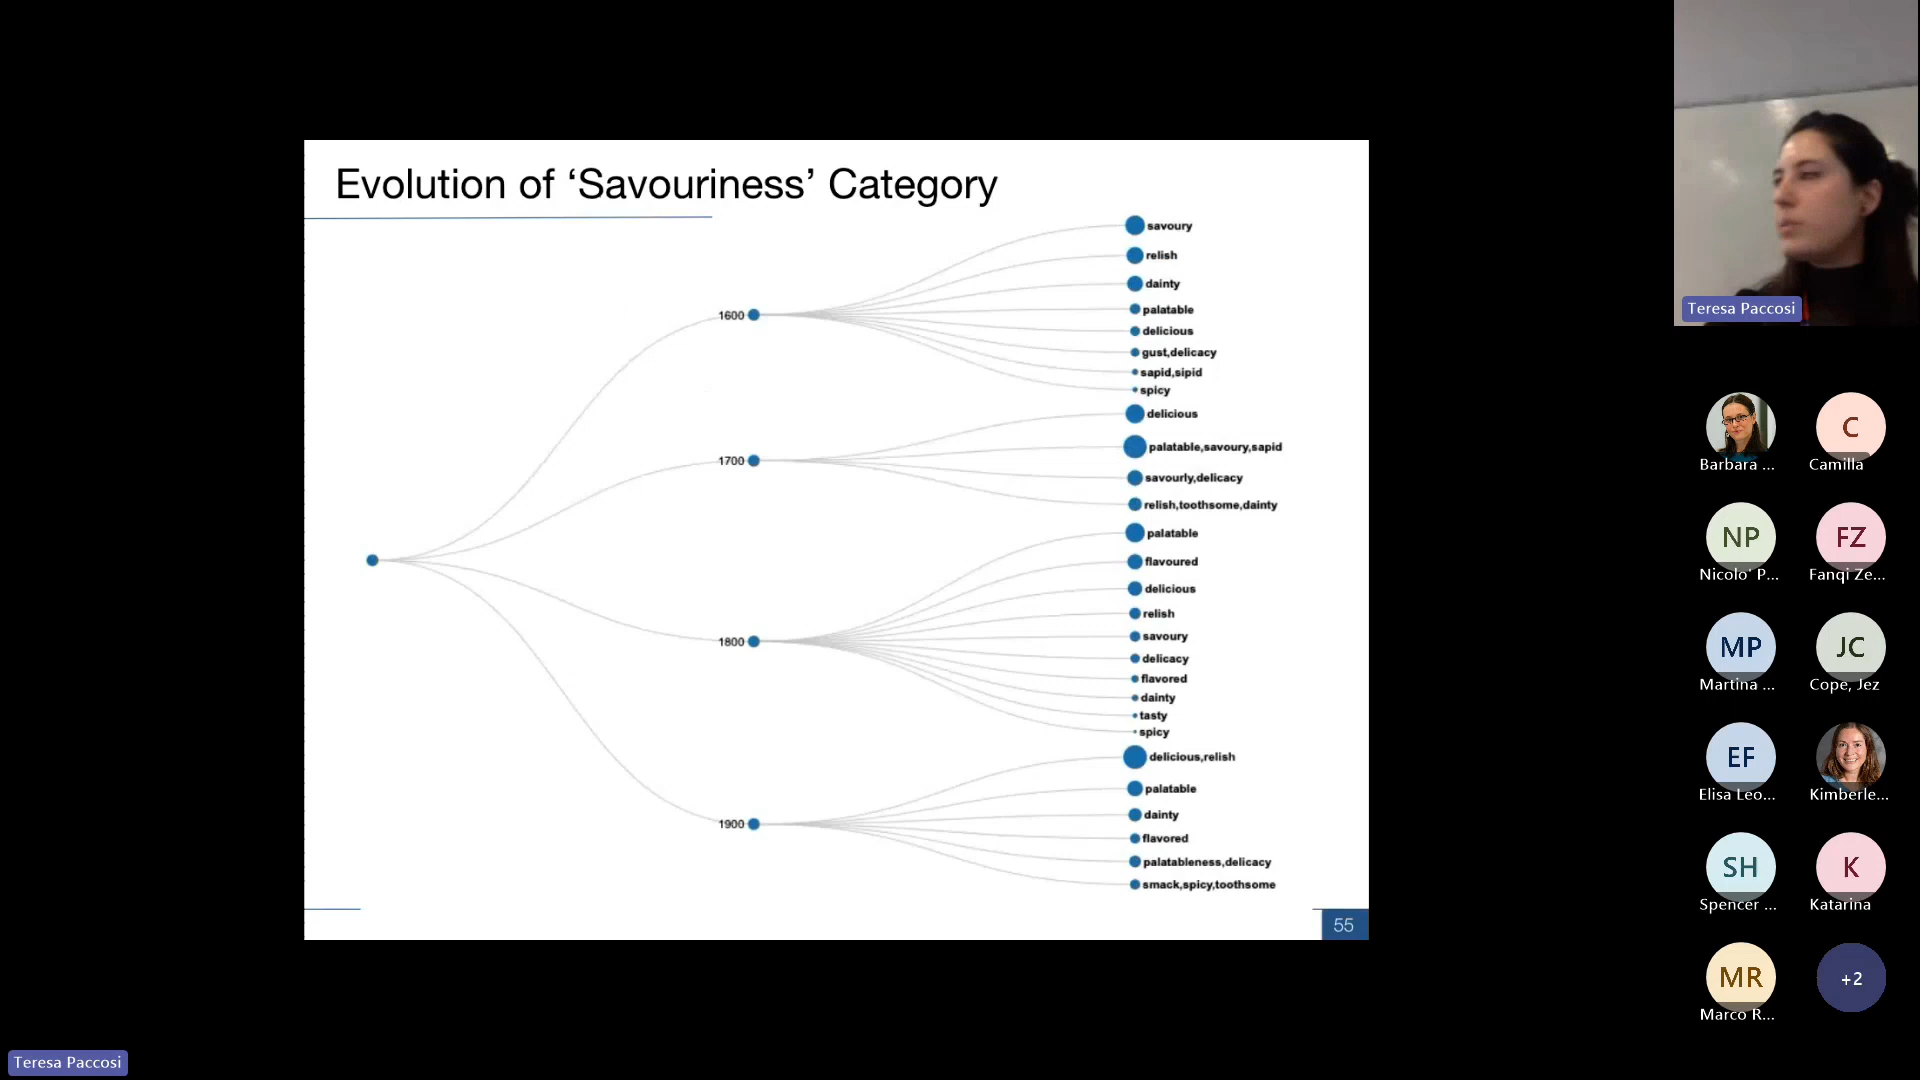 Evolution of ‘Savouriness’ Category
savoury
relish
dainty
1600
palatable
delicious
gust,delicacy
sapid,sipid
spicy
delicious
1700
palatable,savoury,sapid
savourly,delicacy
relish,toothsome,dainty
palatable
flavoured
delicious
relish
1800
savoury
delicacy
flavored
dainty
tasty
spicy
delicious,relish
palatable
dainty
1900
flavored
palatableness,delicacy
smack,spicy,toothsome
55
Teresa Paccosi
Barbara ...
C
Camilla
NP
Nicolo' P...
FZ
Fanqi Ze...
MP
Martina ...
JC
Cope, Jez
EF
Elisa Leo...
Kimberle...
SH
Spencer ...
K
Katarina
MR
Marco R...
+2
Teresa Paccosi